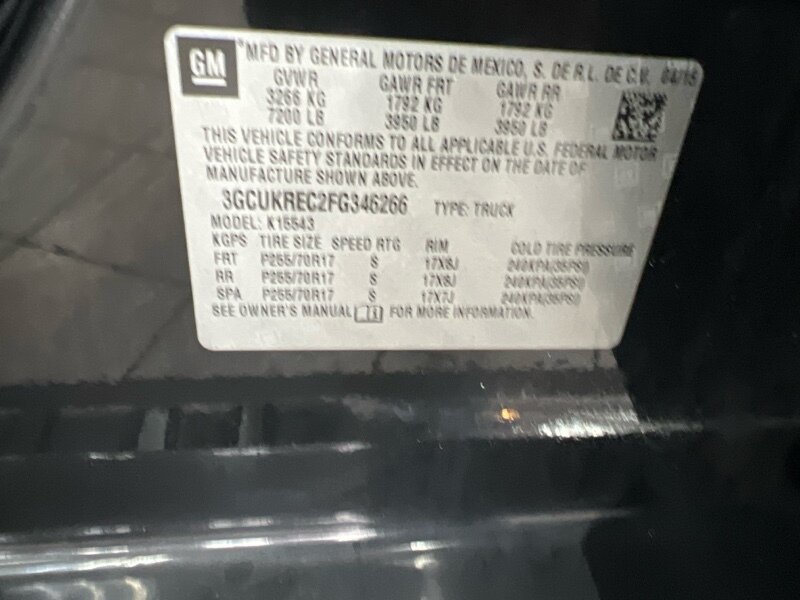 GM
*MFD BY GENERAL MOTORS DE MEXICO, S. DE R.L. DE C.V. 04/15
GVWR GAWR FRT GAWR RR
3266 KG 1792 KG 1792 KG
7200 LB 3950 LB 3950 LB
THIS VEHICLE CONFORMS TO ALL APPLICABLE U.S. FEDERAL MOTOR
VEHICLE SAFETY STANDARDS IN EFFECT ON THE DATE OF
MANUFACTURE SHOWN ABOVE.
3GCUKREC2FG346266 TYPE: TRUCK
MODEL: K15543
KGPS TIRE SIZE SPEED RTG RIM COLD TIRE PRESSURE
FRT P255/70R17 S 17X8J 240KPA(35PSI)
RR P255/70R17 S 17X8J 240KPA(35PSI)
SPA P255/70R17 S 17X7J 240KPA(35PSI)
SEE OWNER'S MANUAL FOR MORE INFORMATION.